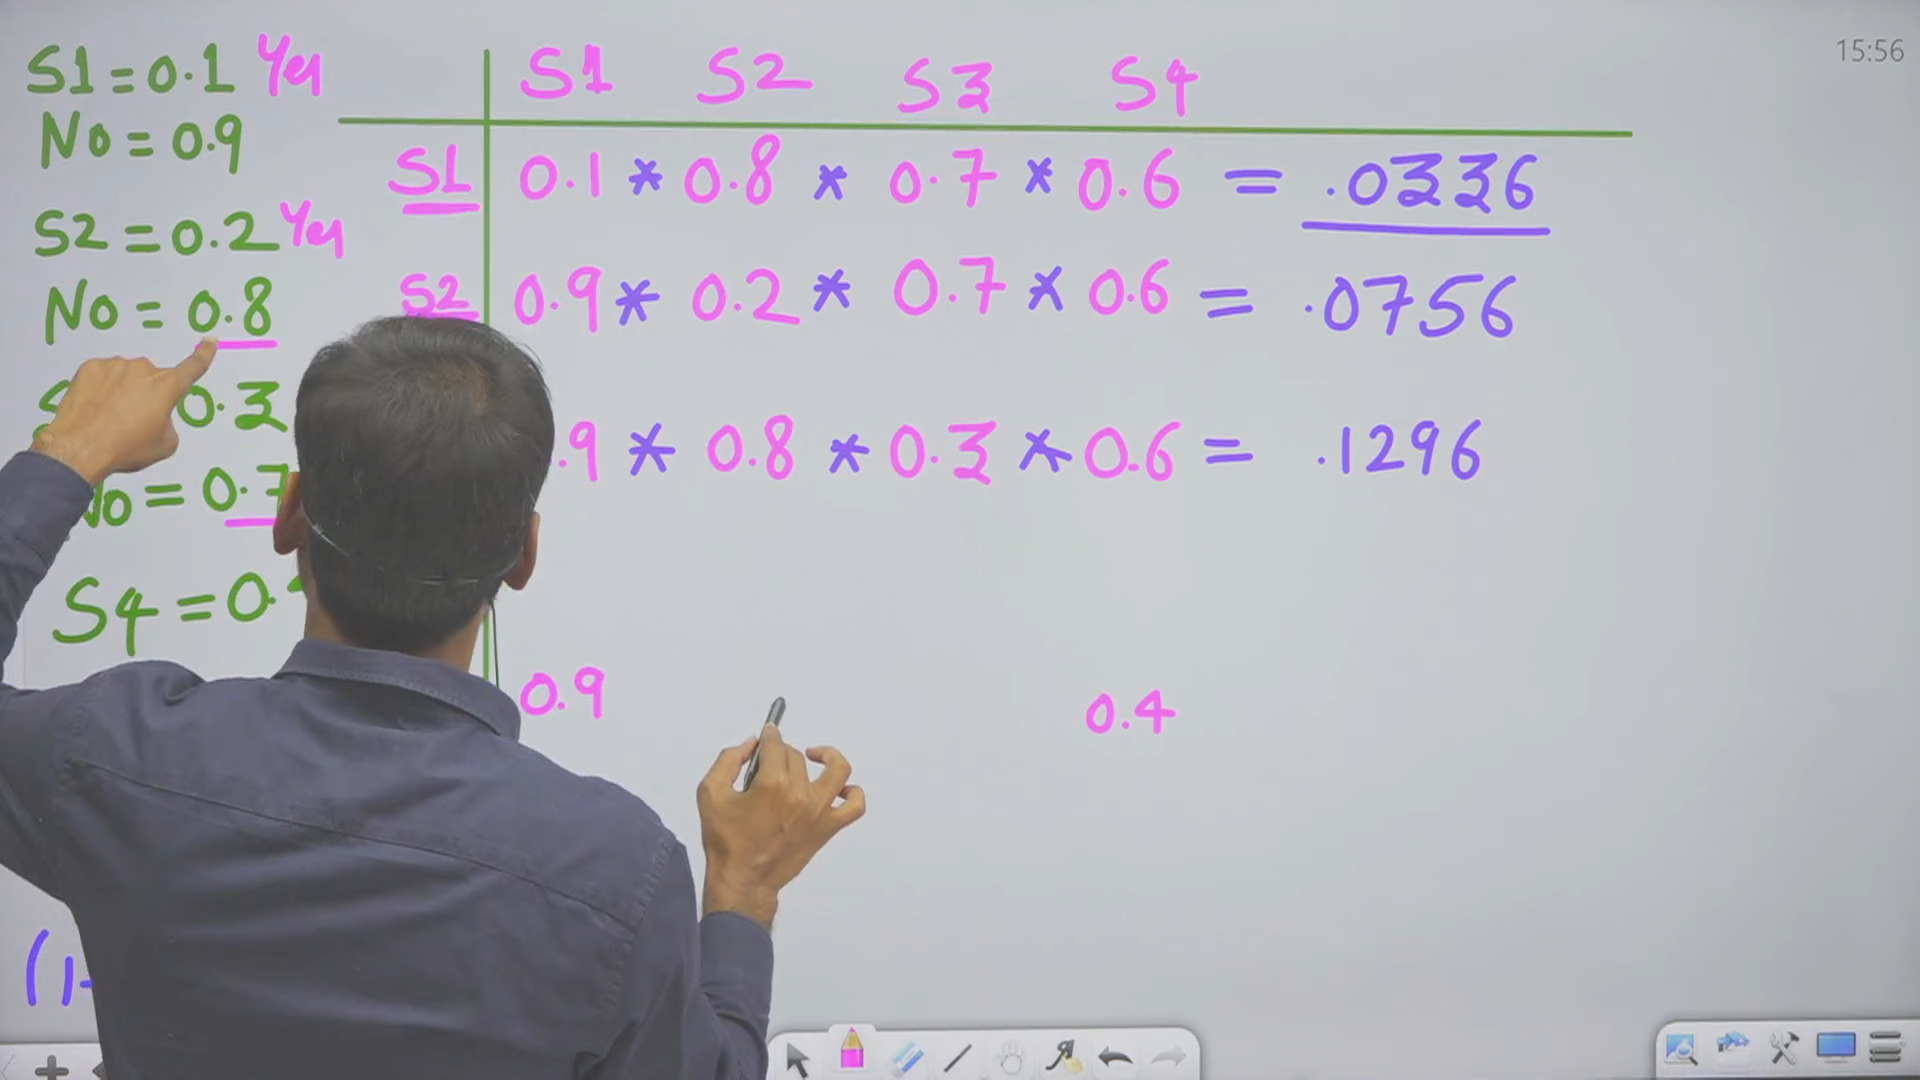 15:56
S1 = 0.1 Yes
No = 0.9
S2 = 0.2 Yes
No = 0.8
0.3
No = 0.7
S4 = 0.
(1-
S1 S2 S3 S4
S1 0.1 * 0.8 * 0.7 * 0.6 = .0336
S2 0.9 * 0.2 * 0.7 * 0.6 = .0756
.9 * 0.8 * 0.3 * 0.6 = .1296
0.9 0.4